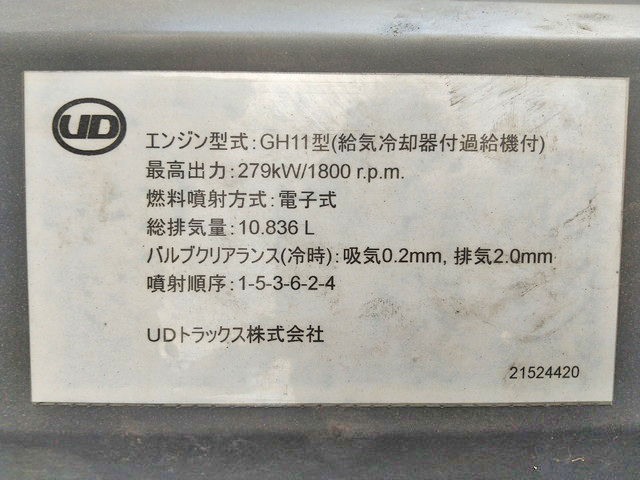 UD
エンジン型式:GH11型(給気冷却器付過給機付)
最高出力:279kW/1800 r.p.m.
燃料噴射方式:電子式
総排気量:10.836 L
バルブクリアランス(冷時):吸気0.2mm, 排気2.0mm
噴射順序:1-5-3-6-2-4
UDトラックス株式会社
21524420